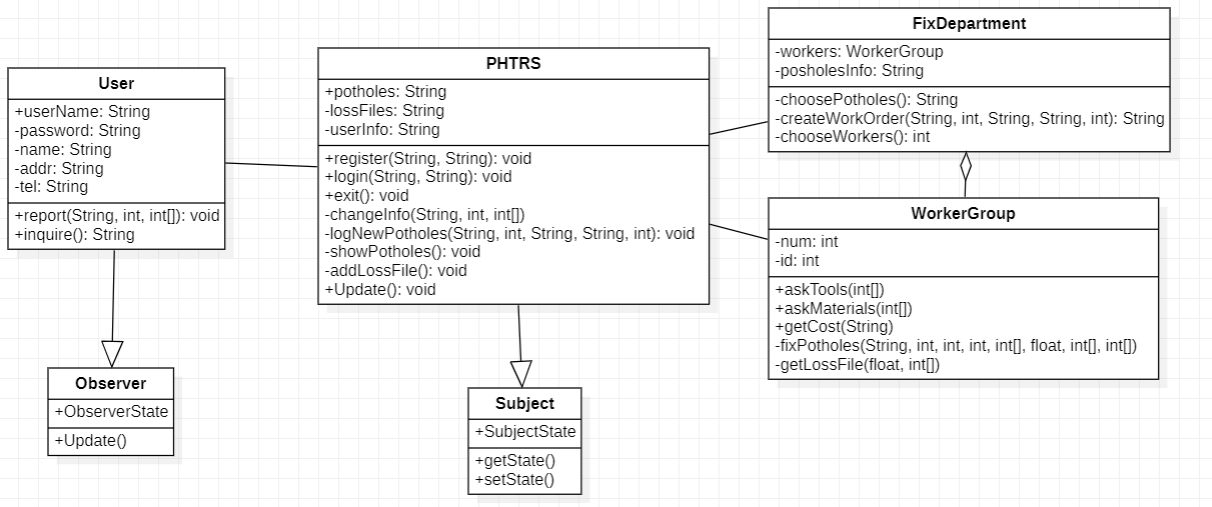 User
+userName: String
-password: String
-name: String
-addr: String
-tel: String
+report(String, int, int[]): void
+inquire(): String
PHTRS
+potholes: String
-lossFiles: String
-userInfo: String
+register(String, String): void
+login(String, String): void
+exit(): void
-changeInfo(String, int, int[])
-logNewPotholes(String, int, String, String, int): void
-showPotholes(): void
-addLossFile(): void
+Update(): void
FixDepartment
-workers: WorkerGroup
-posholesInfo: String
-choosePotholes(): String
-createWorkOrder(String, int, String, String, int): String
-chooseWorkers(): int
WorkerGroup
-num: int
-id: int
+askTools(int[])
+askMaterials(int[])
+getCost(String)
-fixPotholes(String, int, int, int, int[], float, int[], int[])
-getLossFile(float, int[])
Observer
+ObserverState
+Update()
Subject
+SubjectState
+getState()
+setState()